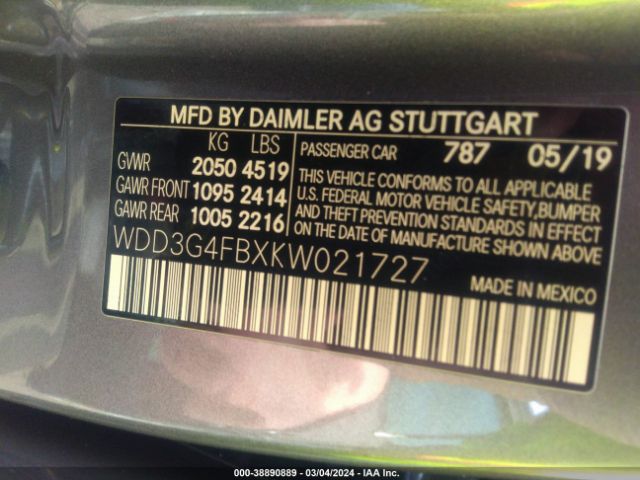 MFD BY DAIMLER AG STUTTGART
KG LBS
GVWR 2050 4519
GAWR FRONT 1095 2414
GAWR REAR 1005 2216
PASSENGER CAR 787 05/19
THIS VEHICLE CONFORMS TO ALL APPLICABLE
U.S. FEDERAL MOTOR VEHICLE SAFETY, BUMPER
AND THEFT PREVENTION STANDARDS IN EFFECT
ON THE DATE OF MANUFACTURE SHOWN ABOVE
WDD3G4FBXKW021727
MADE IN MEXICO
000-38890889 - 03/04/2024 - IAA Inc.